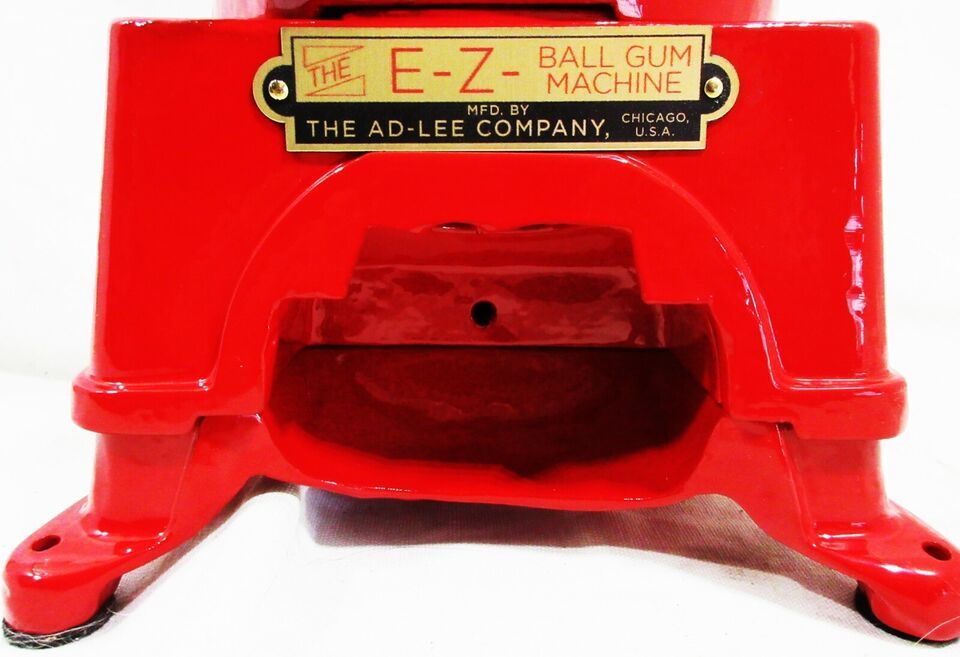 THE E-Z- BALL GUM
MACHINE
MFD. BY
THE AD-LEE COMPANY, CHICAGO,
U.S.A.